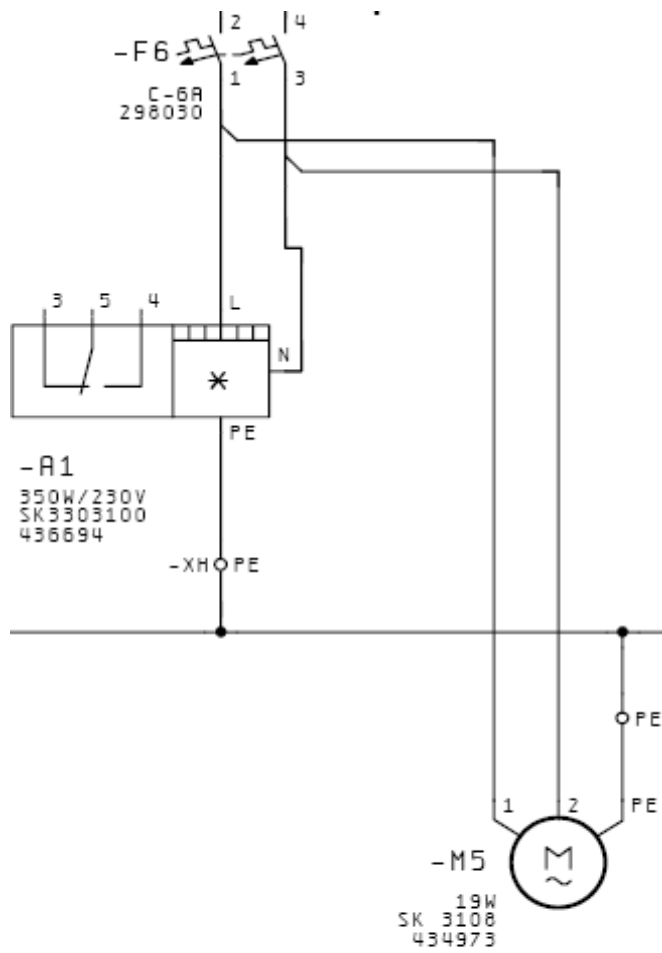 2 4
-F6
1 3
C-6A
298030
3 5 4 L
N
PE
-A1
350W/230V
SK3303100
436694
-XH PE
PE
1 2 PE
-M5
M
19W
SK 3108
434973